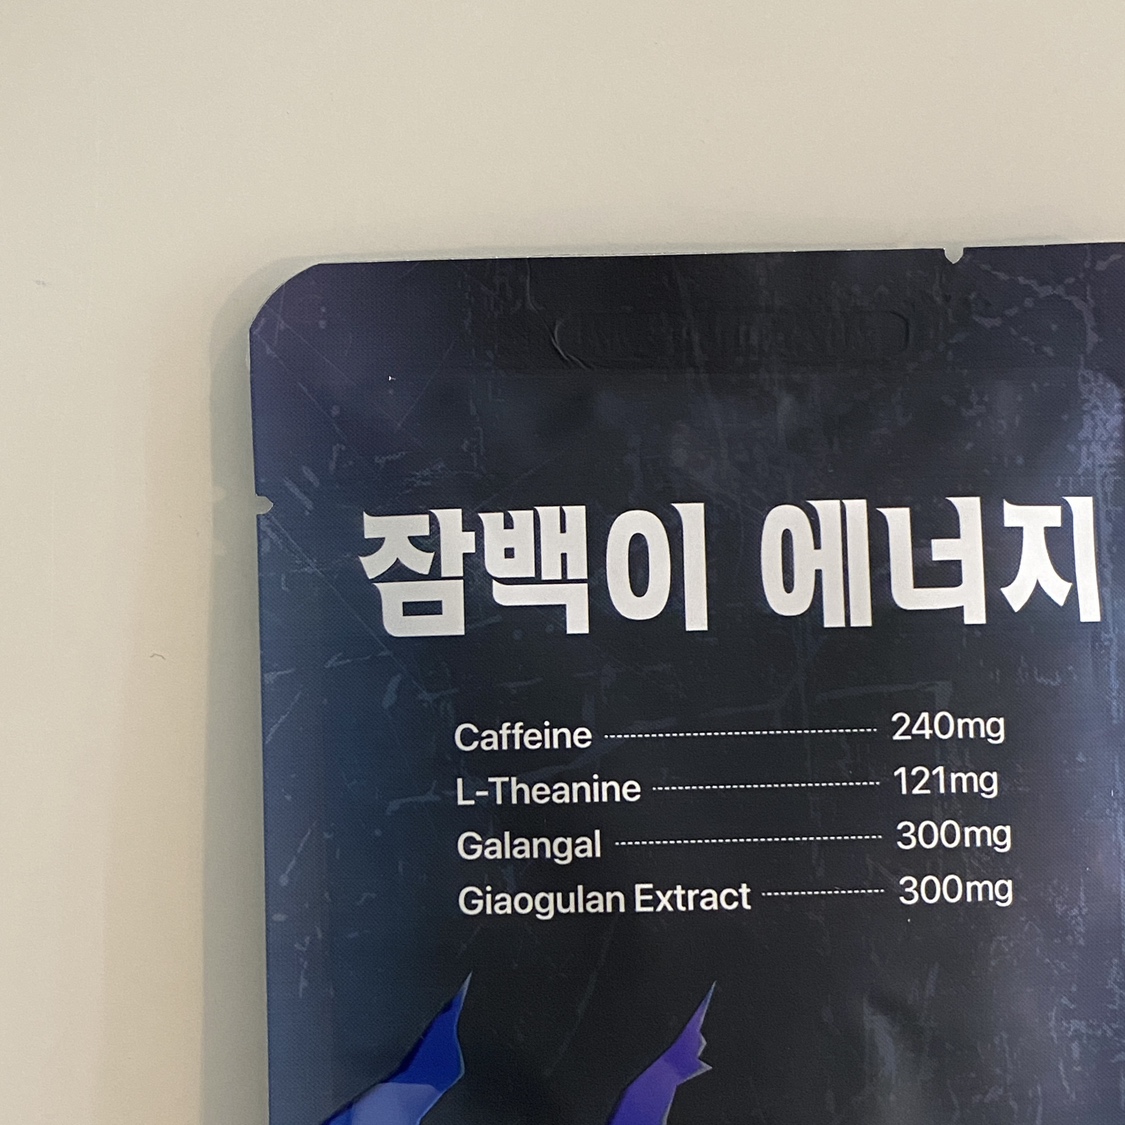 잠백이 에너지
Caffeine 240mg
L-Theanine 121mg
Galangal 300mg
Giaogulan Extract 300mg